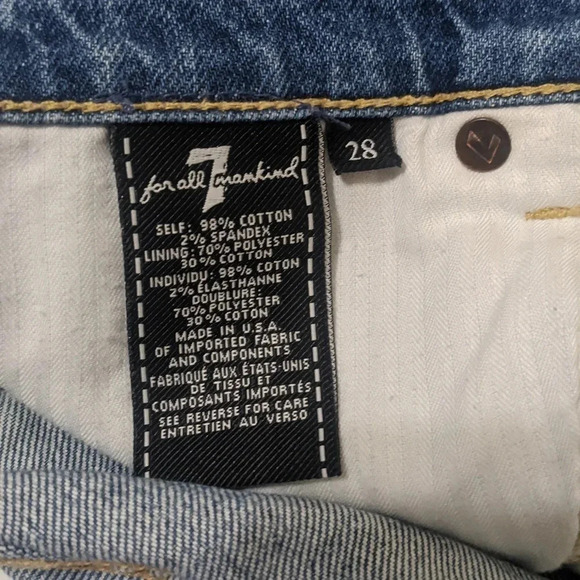 7
for all mankind
28
SELF: 98% COTTON
2% SPANDEX
LINING: 70% POLYESTER
30% COTTON
INDIVIDU: 98% COTON
2% ÉLASTHANNE
DOUBLURE:
70% POLYESTER
30% COTON
MADE IN U.S.A.
OF IMPORTED FABRIC
AND COMPONENTS
FABRIQUÉ AUX ÉTATS-UNIS
DE TISSU ET
COMPOSANTS IMPORTÉS
SEE REVERSE FOR CARE
ENTRETIEN AU VERSO
7